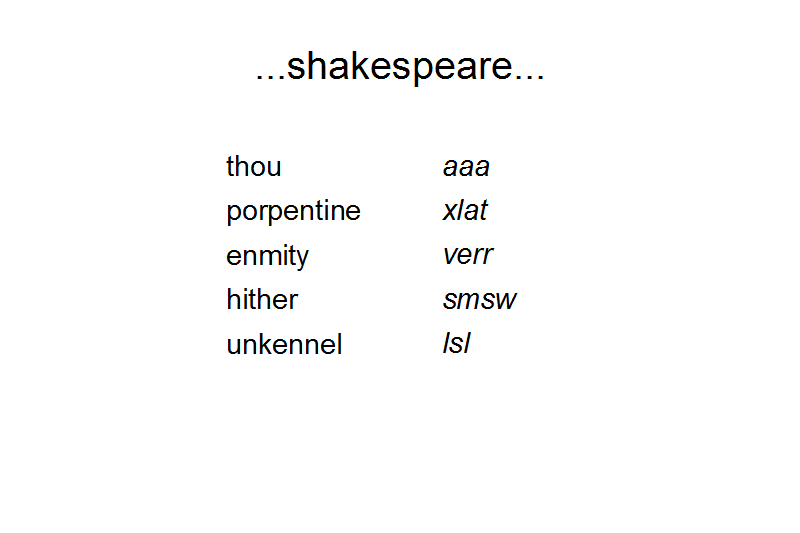 ...shakespeare...
thou aaa
porpentine xlat
enmity verr
hither smsw
unkennel lsl